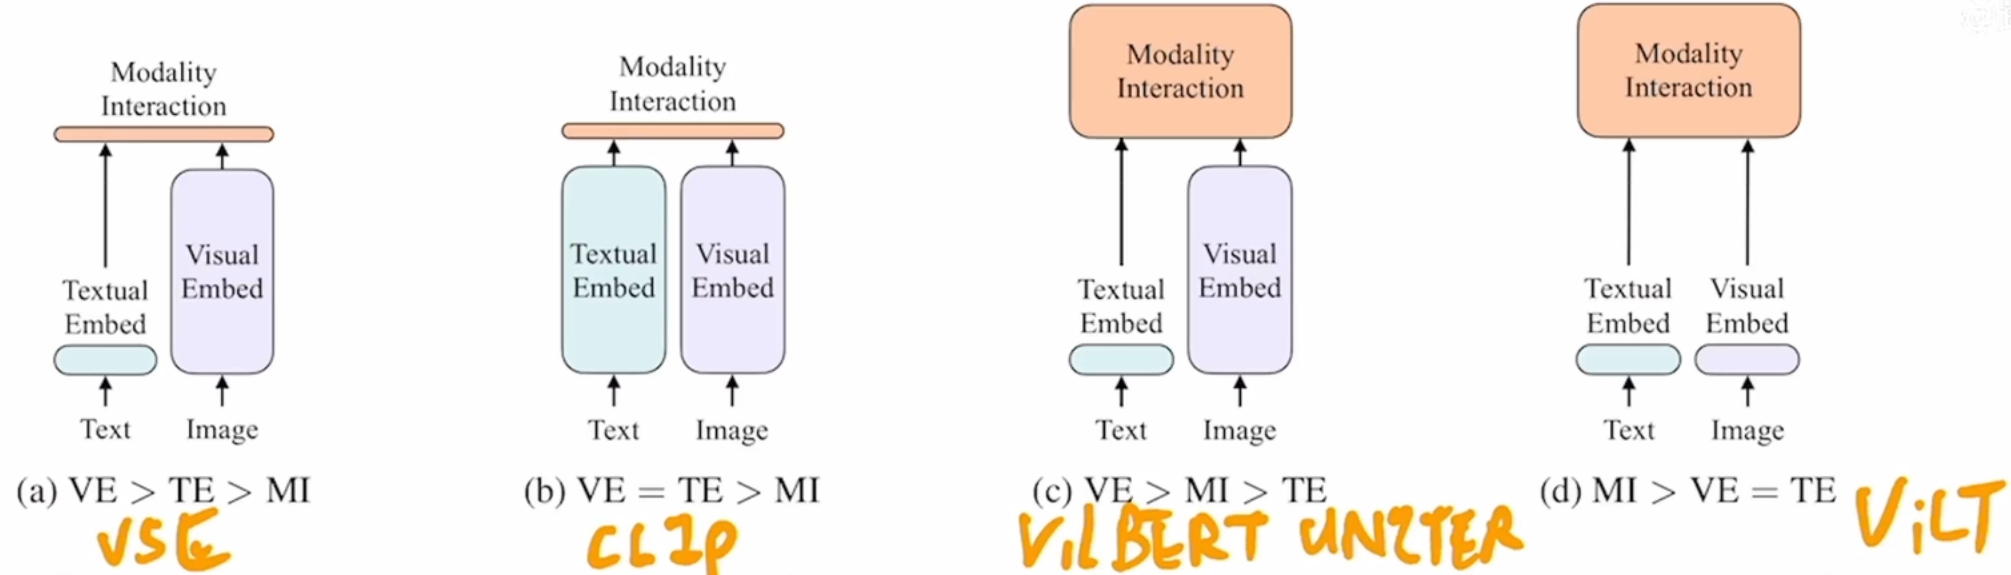 Modality
Interaction
Textual
Embed
Visual
Embed
Text
Image
(a) VE > TE > MI
VSE
Modality
Interaction
Textual
Embed
Visual
Embed
Text
Image
(b) VE = TE > MI
CLIP
Modality
Interaction
Textual
Embed
Visual
Embed
Text
Image
(c) VE > MI > TE
ViLBERT UNITER
Modality
Interaction
Textual
Embed
Visual
Embed
Text
Image
(d) MI > VE = TE
ViLT